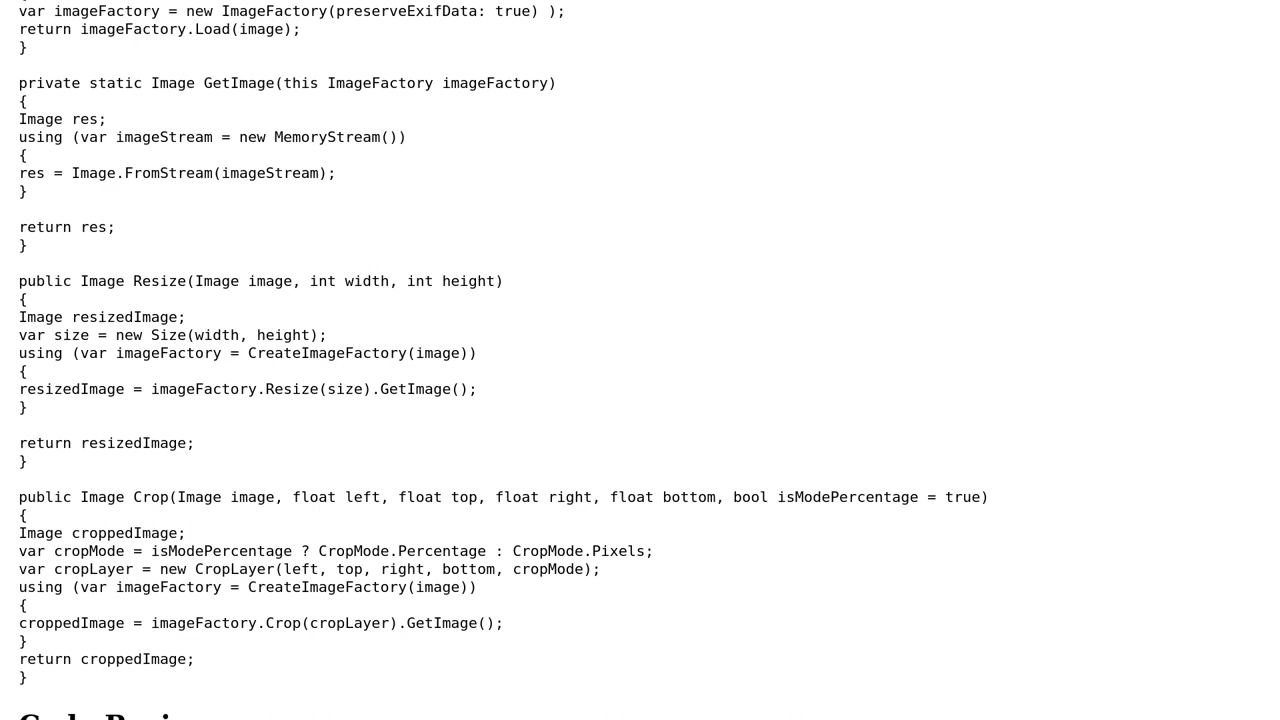 var imageFactory = new ImageFactory(preserveExifData: true) );
return imageFactory.Load(image);
}

private static Image GetImage(this ImageFactory imageFactory)
{
Image res;
using (var imageStream = new MemoryStream())
{
res = Image.FromStream(imageStream);
}

return res;
}

public Image Resize(Image image, int width, int height)
{
Image resizedImage;
var size = new Size(width, height);
using (var imageFactory = CreateImageFactory(image))
{
resizedImage = imageFactory.Resize(size).GetImage();
}

return resizedImage;
}

public Image Crop(Image image, float left, float top, float right, float bottom, bool isModePercentage = true)
{
Image croppedImage;
var cropMode = isModePercentage ? CropMode.Percentage : CropMode.Pixels;
var cropLayer = new CropLayer(left, top, right, bottom, cropMode);
using (var imageFactory = CreateImageFactory(image))
{
croppedImage = imageFactory.Crop(cropLayer).GetImage();
}
return croppedImage;
}